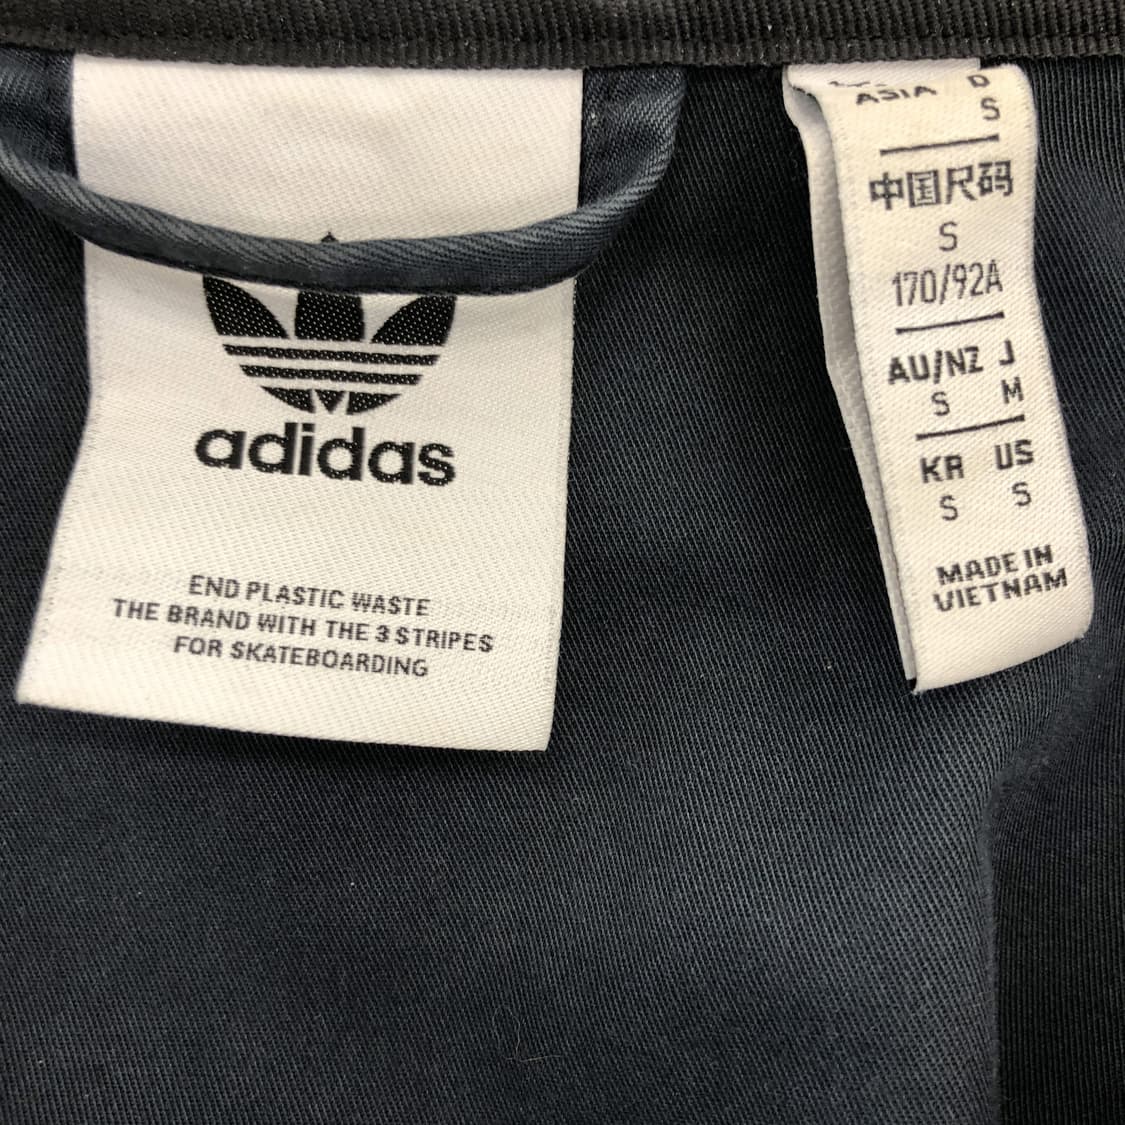 adidas
END PLASTIC WASTE
THE BRAND WITH THE 3 STRIPES
FOR SKATEBOARDING
ASIA D
S
中国尺码
S
170/92A
AU/NZ J
S M
KR US
S S
MADE IN
VIETNAM